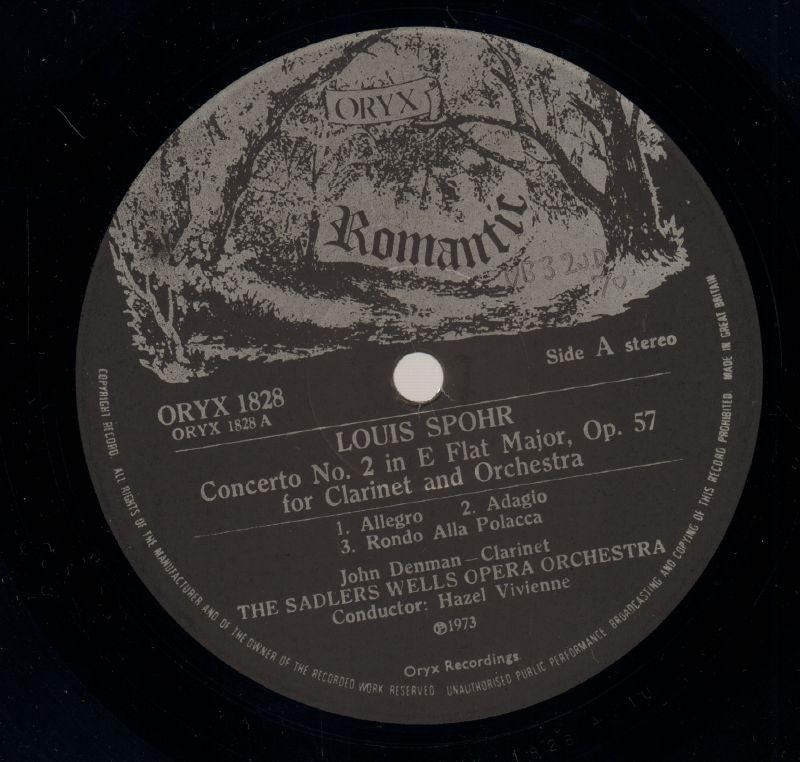 ORYX
Romantic
Side A stereo
ORYX 1828
ORYX 1828 A
LOUIS SPOHR
Concerto No. 2 in E Flat Major, Op. 57
for Clarinet and Orchestra
1. Allegro 2. Adagio
3. Rondo Alla Polacca
John Denman – Clarinet
THE SADLERS WELLS OPERA ORCHESTRA
Conductor: Hazel Vivienne
℗1973
Oryx Recordings
COPYRIGHT RECORD. ALL RIGHTS OF THE MANUFACTURER AND OF THE OWNER OF THE RECORDED WORK RESERVED UNAUTHORISED PUBLIC PERFORMANCE BROADCASTING AND COPYING OF THIS RECORD PROHIBITED. MADE IN GREAT BRITAIN